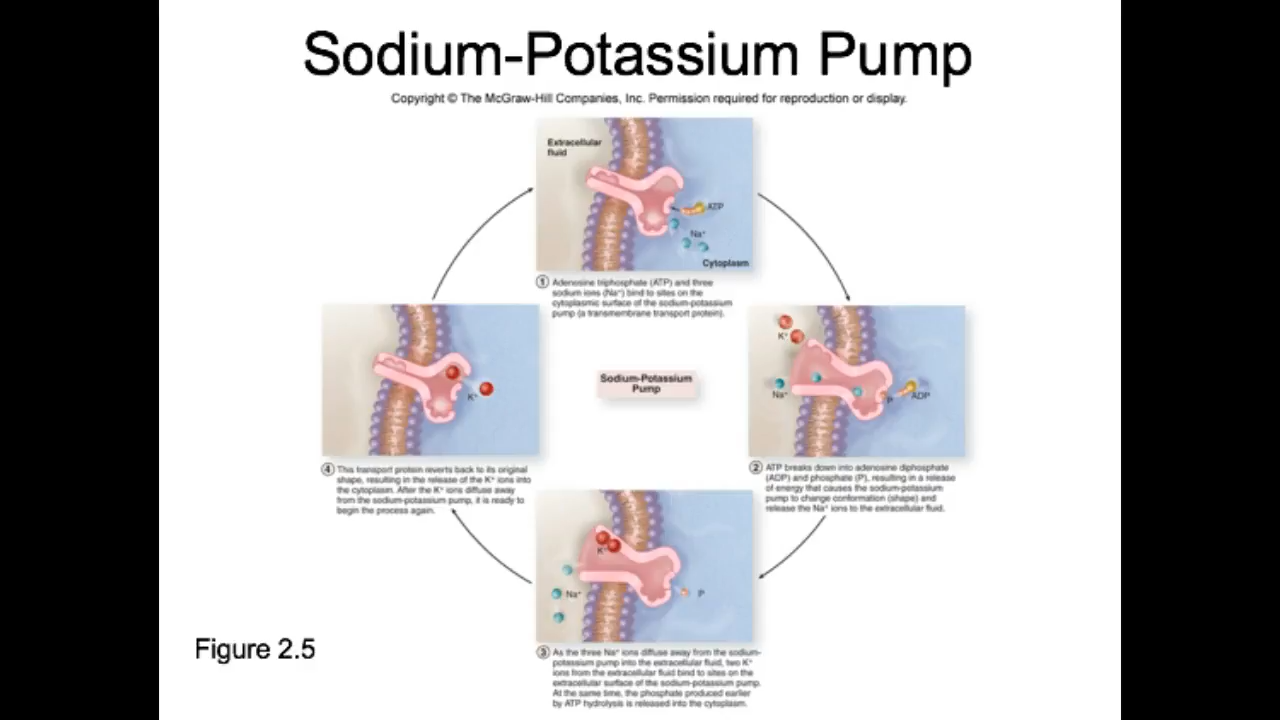 Sodium-Potassium Pump
Copyright © The McGraw-Hill Companies, Inc. Permission required for reproduction or display.
Extracellular
fluid
ATP
Na⁺
Cytoplasm
① Adenosine triphosphate (ATP) and three
sodium ions (Na⁺) bind to sites on the
cytoplasmic surface of the sodium-potassium
pump (a transmembrane transport protein).
K⁺
Na⁺
P
ADP
② ATP breaks down into adenosine diphosphate
(ADP) and phosphate (P), resulting in a release
of energy that causes the sodium-potassium
pump to change conformation (shape) and
release the Na⁺ ions to the extracellular fluid.
Sodium-Potassium
Pump
K⁺
④ This transport protein reverts back to its original
shape, resulting in the release of the K⁺ ions into
the cytoplasm. After the K⁺ ions diffuse away
from the sodium-potassium pump, it is ready to
begin the process again.
K⁺
Na⁺
P
③ As the three Na⁺ ions diffuse away from the sodium-
potassium pump into the extracellular fluid, two K⁺
ions from the extracellular fluid bind to sites on the
extracellular surface of the sodium-potassium pump.
At the same time, the phosphate produced earlier
by ATP hydrolysis is released into the cytoplasm.
Figure 2.5